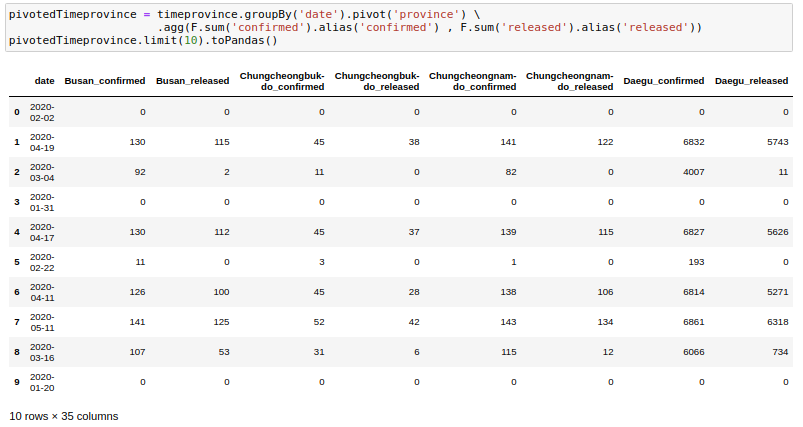 pivotedTimeprovince = timeprovince.groupBy('date').pivot('province') \
.agg(F.sum('confirmed').alias('confirmed') , F.sum('released').alias('released'))
pivotedTimeprovince.limit(10).toPandas()
date Busan_confirmed Busan_released Chungcheongbuk-do_confirmed Chungcheongbuk-do_released Chungcheongnam-do_confirmed Chungcheongnam-do_released Daegu_confirmed Daegu_released
0 2020-02-02 0 0 0 0 0 0 0 0
1 2020-04-19 130 115 45 38 141 122 6832 5743
2 2020-03-04 92 2 11 0 82 0 4007 11
3 2020-01-31 0 0 0 0 0 0 0 0
4 2020-04-17 130 112 45 37 139 115 6827 5626
5 2020-02-22 11 0 3 0 1 0 193 0
6 2020-04-11 126 100 45 28 138 106 6814 5271
7 2020-05-11 141 125 52 42 143 134 6861 6318
8 2020-03-16 107 53 31 6 115 12 6066 734
9 2020-01-20 0 0 0 0 0 0 0 0
10 rows × 35 columns